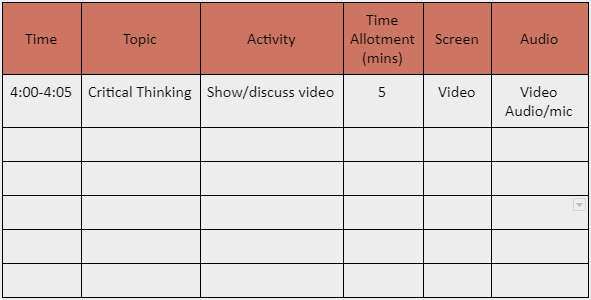 Time Topic Activity Time Allotment (mins) Screen Audio
4:00-4:05 Critical Thinking Show/discuss video 5 Video Video Audio/mic